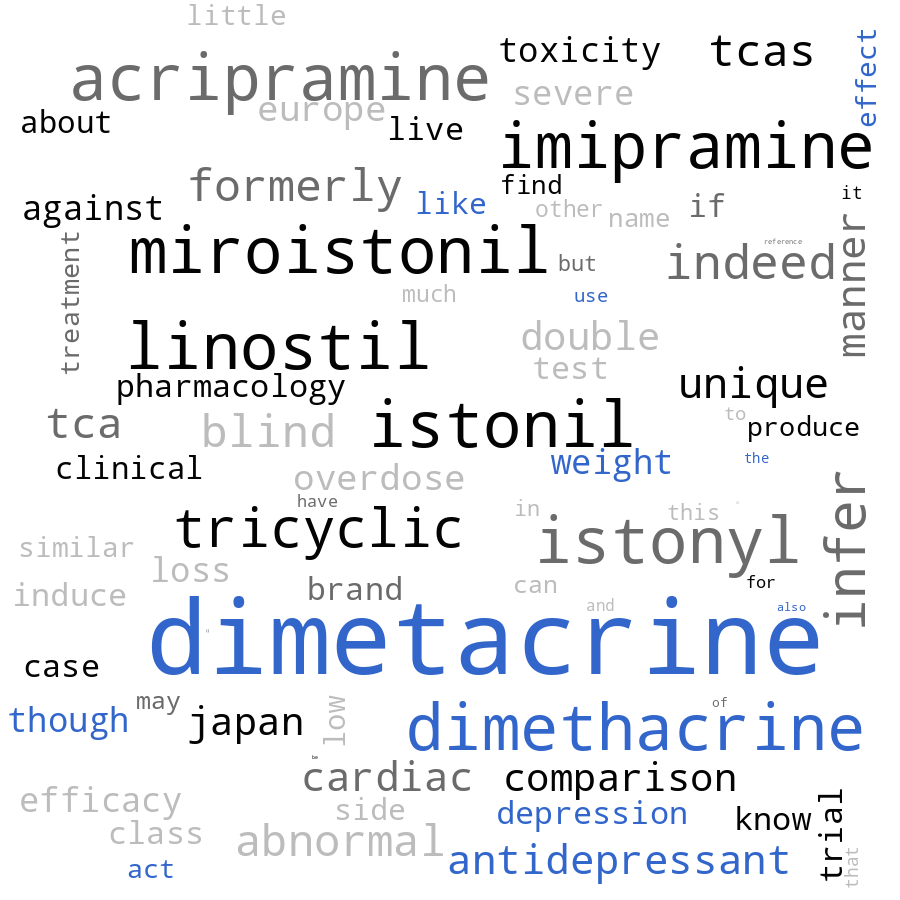 little
toxicity
tcas
effect
acripramine
severe
europe
about
live
imipramine
formerly
find
it
against
like
other
name
if
manner
treatment
miroistonil
but
reference
indeed
much
use
linostil
double
test
pharmacology
unique
tca
blind
istonil
to
produce
clinical
overdose
weight
the
have
infer
tricyclic
in
this
istonyl
similar
loss
induce
brand
can
for
and
also
dimetacrine
case
may
of
though
japan
low
dimethacrine
be
cardiac
comparison
efficacy
side
depression
know
trial
class
abnormal
antidepressant
that
act